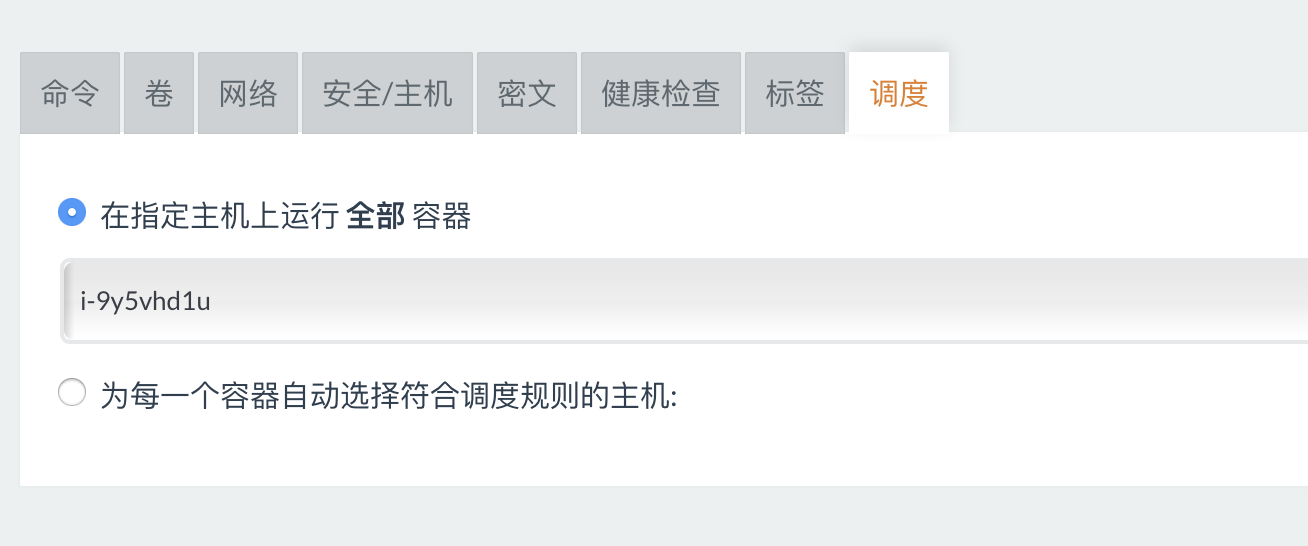 命令 卷 网络 安全/主机 密文 健康检查 标签 调度
在指定主机上运行 全部 容器
i-9y5vhd1u
为每一个容器自动选择符合调度规则的主机: